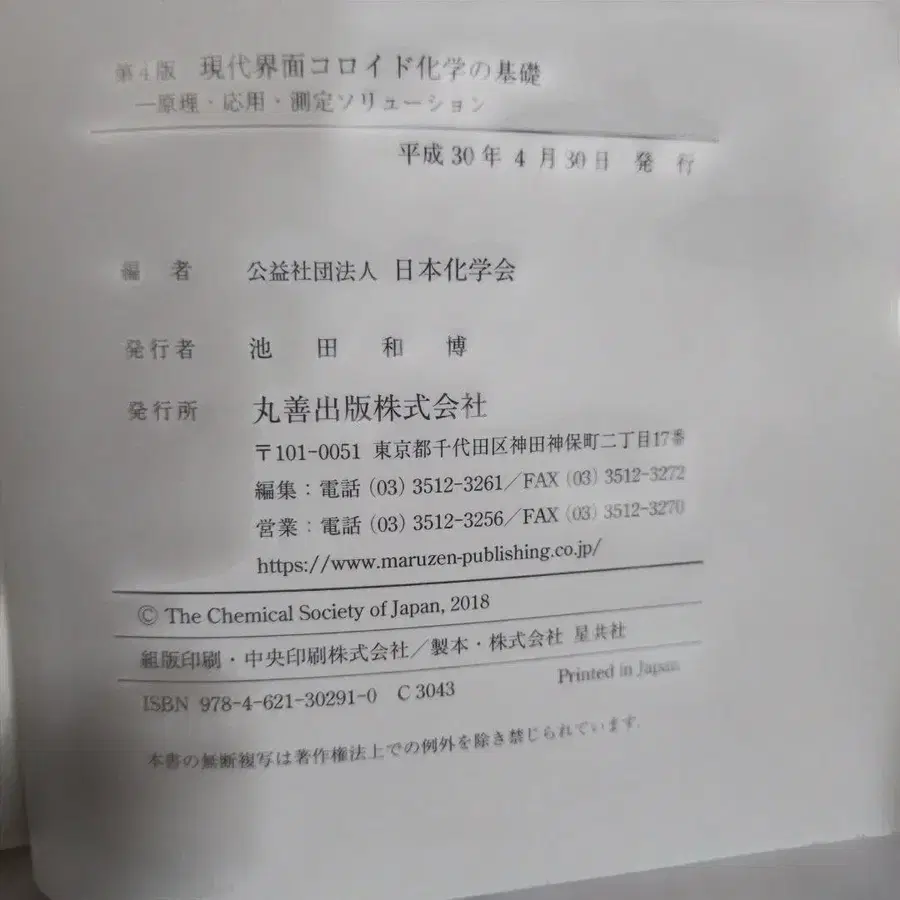 第4版 現代界面コロイド化学の基礎
—原理・応用・測定ソリューション
平成30年4月30日 発行
編者 公益社団法人 日本化学会
発行者 池田和博
発行所 丸善出版株式会社
〒101-0051 東京都千代田区神田神保町二丁目17番
編集：電話 (03) 3512-3261／FAX (03) 3512-3272
営業：電話 (03) 3512-3256／FAX (03) 3512-3270
https://www.maruzen-publishing.co.jp/
© The Chemical Society of Japan, 2018
組版印刷・中央印刷株式会社／製本・株式会社 星共社
ISBN 978-4-621-30291-0 C 3043 Printed in Japan
本書の無断複写は著作権法上での例外を除き禁じられています.